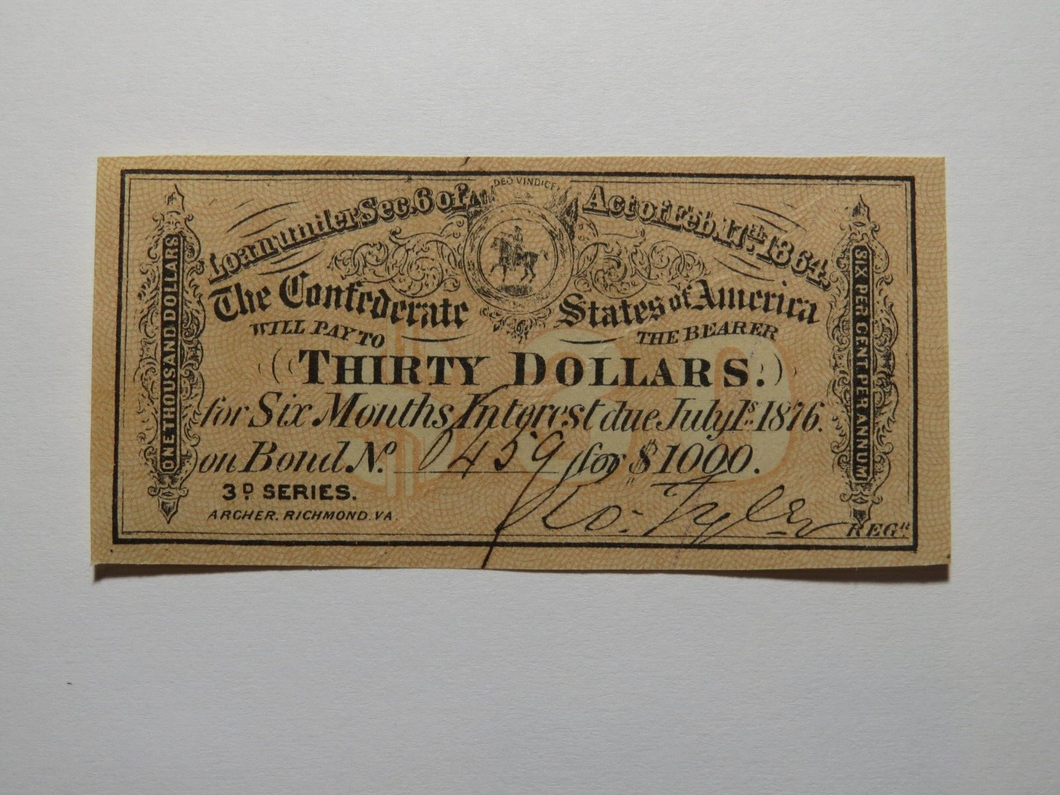 DEO VINDICE
Loan under Sec. 6 of Act of Feb. 17th 1864.
The Confederate States of America
WILL PAY TO THE BEARER
THIRTY DOLLARS.
for Six Months Interest due July 1st 1876.
on Bond No. 6459 for $1000.
3D SERIES.
ARCHER, RICHMOND. VA.
Ro. Tyler REGR
ONE THOUSAND DOLLARS
SIX PER CENT. PER ANNUM